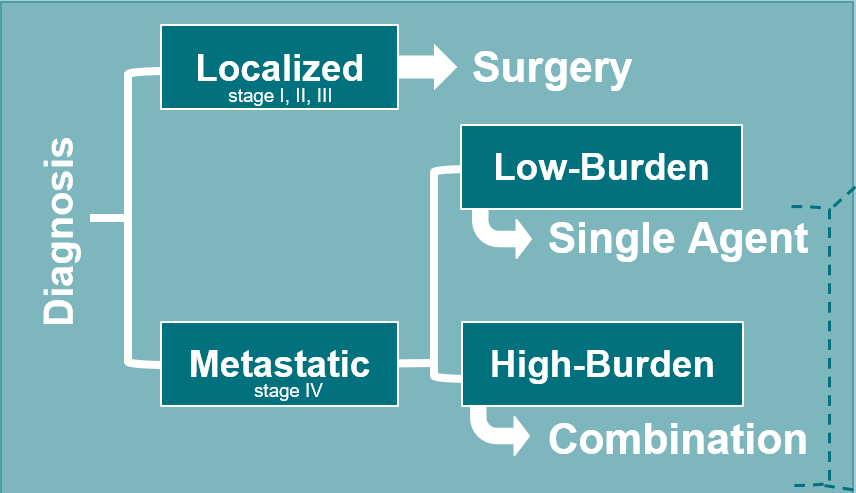 Diagnosis
Localized
stage I, II, III
Surgery
Low-Burden
Single Agent
Metastatic
stage IV
High-Burden
Combination